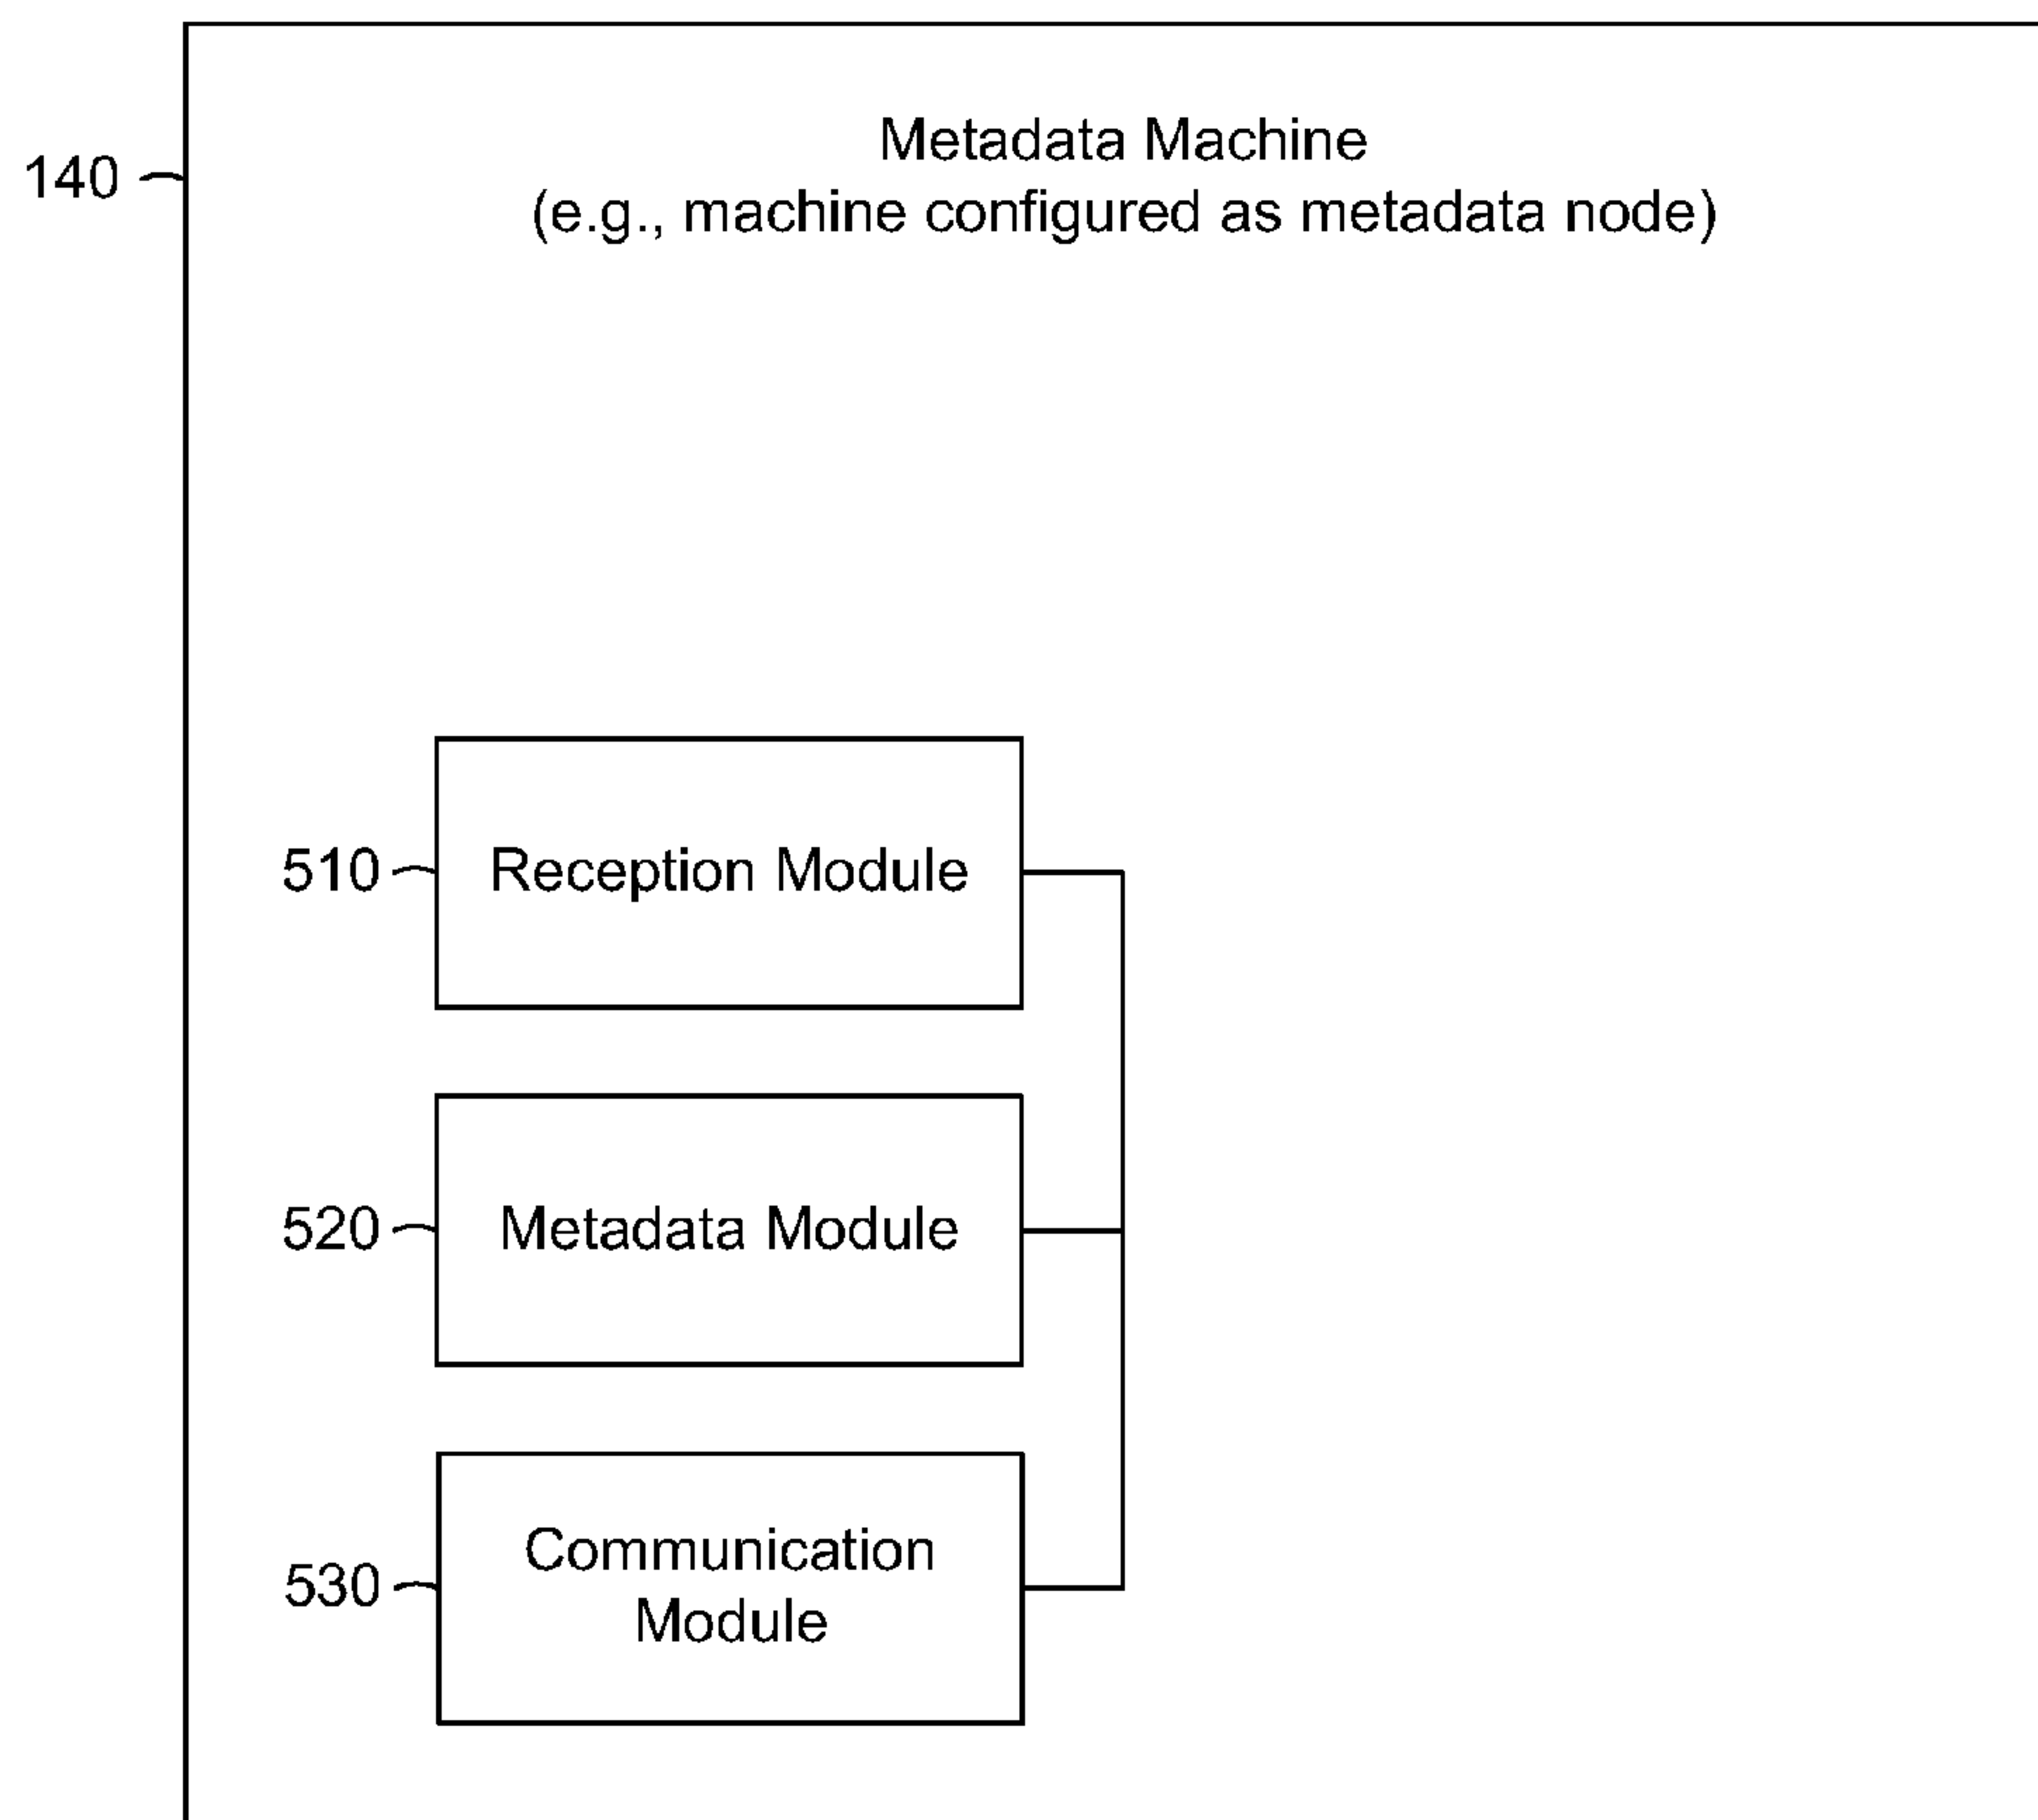 Metadata Machine
140
(e.g., machine configured as metadata node)
510
Reception Module
520
Metadata Module
530
Communication
Module